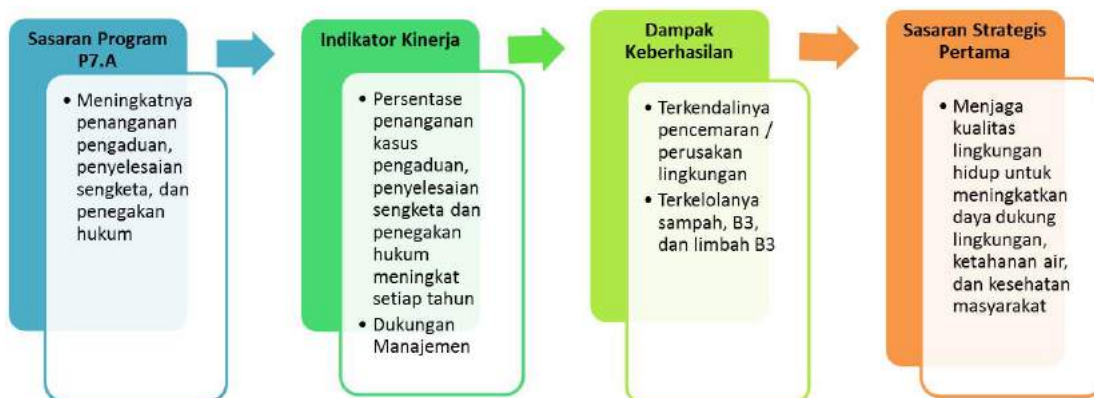 Sasaran Program
P7.A
• Meningkatnya
penanganan
pengaduan,
penyelesaian
sengketa, dan
penegakan
hukum
Indikator Kinerja
• Persentase
penanganan
kasus
pengaduan,
penyelesaian
sengketa dan
penegakan
hukum
meningkat
setiap tahun
• Dukungan
Manajemen
Dampak
Keberhasilan
• Terkendalinya
pencemaran /
perusakan
lingkungan
• Terkelolanya
sampah, B3,
dan limbah B3
Sasaran Strategis
Pertama
• Menjaga
kualitas
lingkungan
hidup untuk
meningkatkan
daya dukung
lingkungan,
ketahanan air,
dan kesehatan
masyarakat